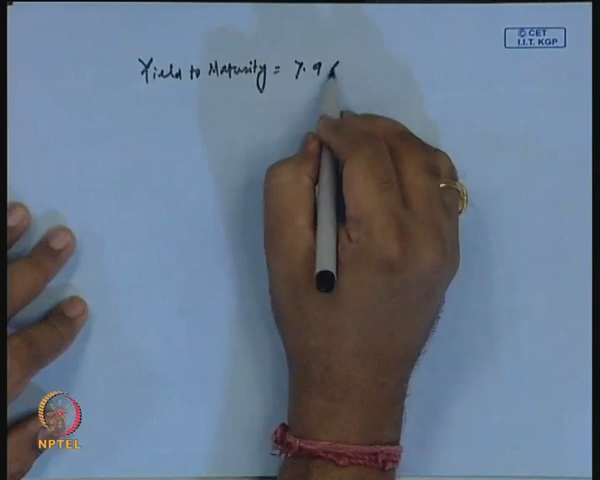 © CET
I.I.T. KGP
Yield to Maturity = 7.9
NPTEL